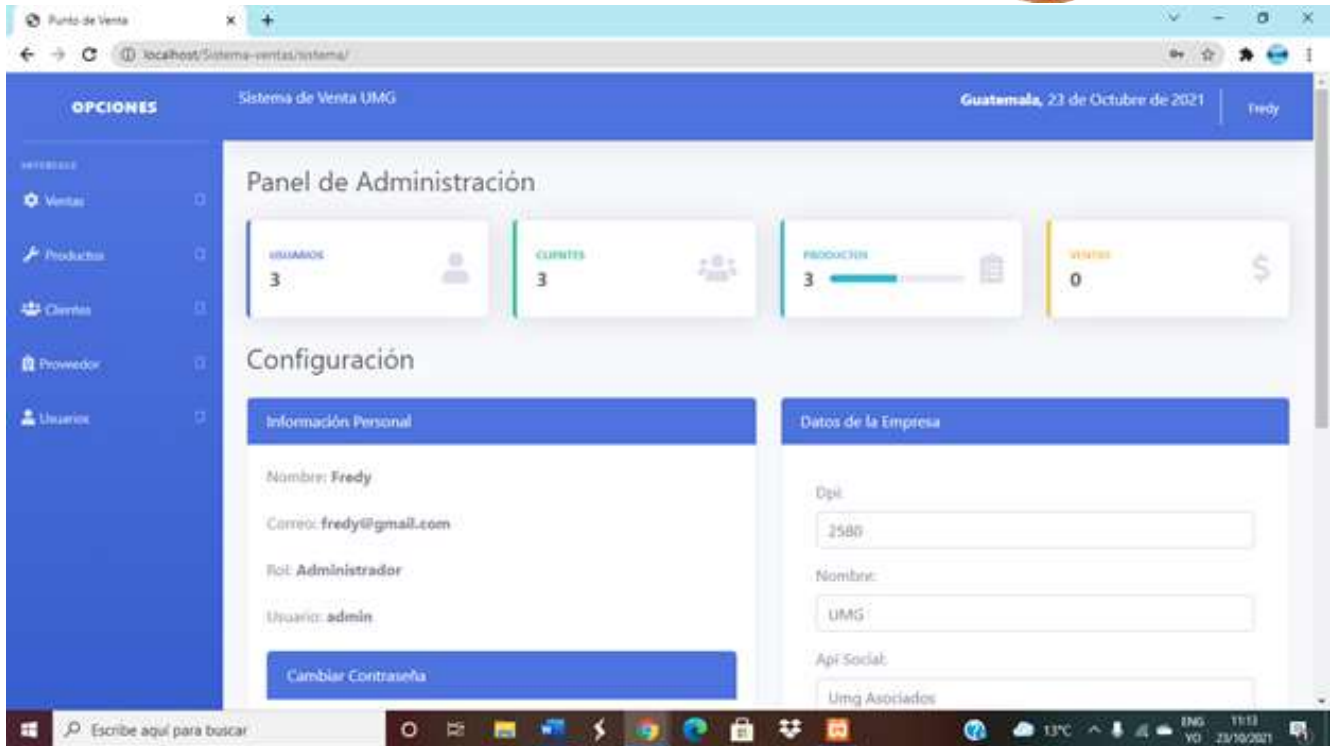 Punto de Venta
localhost/Sistema-ventas/sistema/
OPCIONES
Sistema de Venta UMG
Guatemala, 23 de Octubre de 2021
Fredy
INTERFACE
Ventas
Productos
Clientes
Proveedor
Usuarios
Panel de Administración
USUARIOS
3
CLIENTES
3
PRODUCTOS
3
VENTAS
0
$
Configuración
Información Personal
Nombre: Fredy
Correo: fredy@gmail.com
Rol: Administrador
Usuario: admin
Cambiar Contraseña
Datos de la Empresa
Dpi:
2580
Nombre:
UMG
Api Social:
Umg Asociados
Escribe aquí para buscar
13°C
ENG
YO
11:13
23/10/2021